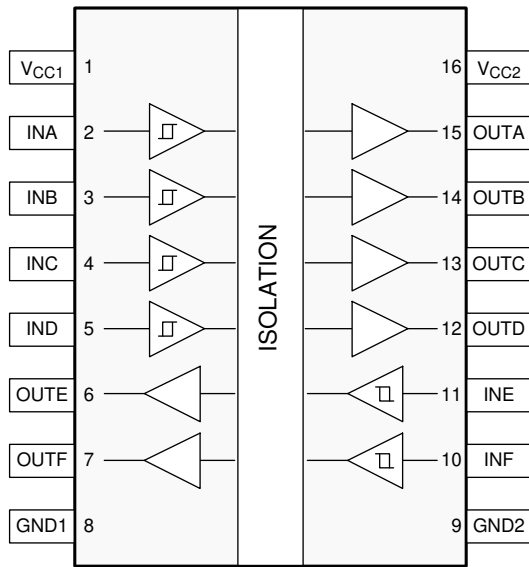 VCC1 1 16 VCC2
INA 2 15 OUTA
INB 3 14 OUTB
INC 4 13 OUTC
IND 5 12 OUTD
OUTE 6 11 INE
OUTF 7 10 INF
GND1 8 9 GND2
ISOLATION